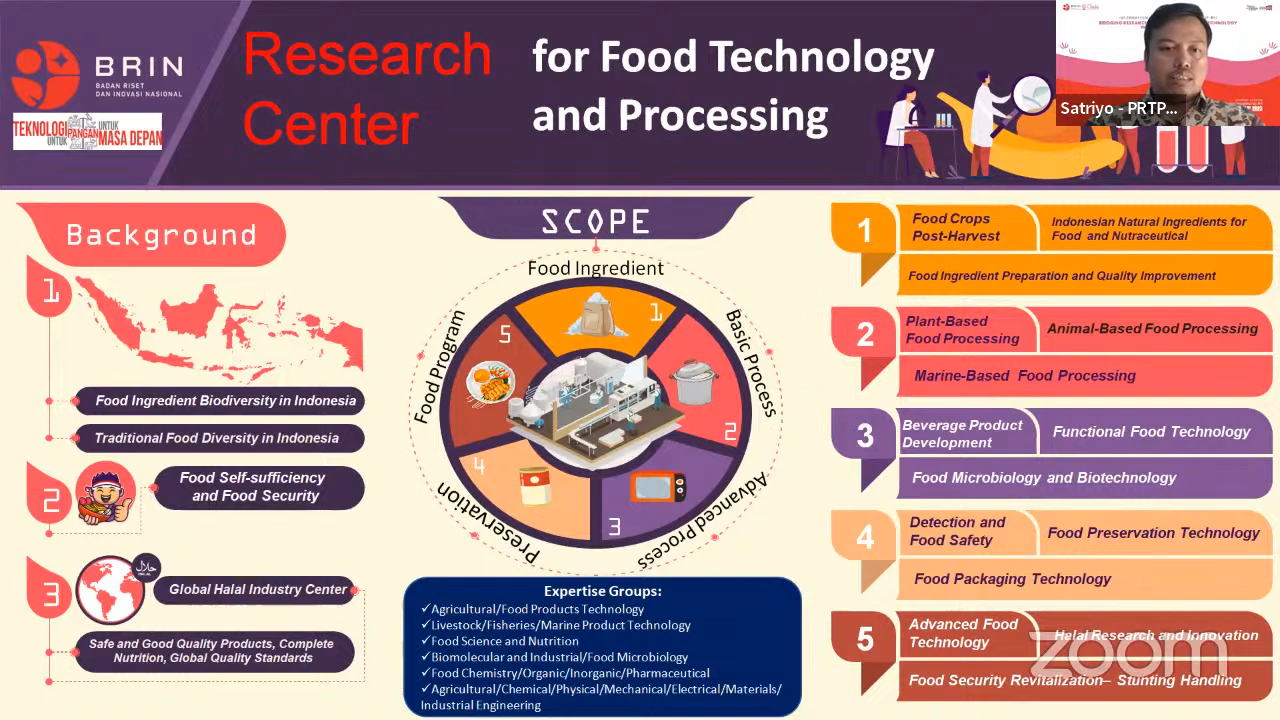 BRIN
BADAN RISET
DAN INOVASI NASIONAL
TEKNOLOGI PANGAN UNTUK
UNTUK MASA DEPAN
Research
Center
for Food Technology
and Processing
Satriyo - PRTP...
Background
1
Food Ingredient Biodiversity in Indonesia
Traditional Food Diversity in Indonesia
2
Food Self-sufficiency
and Food Security
3
Global Halal Industry Center
Safe and Good Quality Products, Complete
Nutrition, Global Quality Standards
SCOPE
Food Ingredient
Basic Process
Advanced Process
Preservation
Food Program
1
2
3
4
5
Expertise Groups:
✓Agricultural/Food Products Technology
✓Livestock/Fisheries/Marine Product Technology
✓Food Science and Nutrition
✓Biomolecular and Industrial/Food Microbiology
✓Food Chemistry/Organic/Inorganic/Pharmaceutical
✓Agricultural/Chemical/Physical/Mechanical/Electrical/Materials/
Industrial Engineering
1
Food Crops
Post-Harvest
Indonesian Natural Ingredients for
Food and Nutraceutical
Food Ingredient Preparation and Quality Improvement
2
Plant-Based
Food Processing
Animal-Based Food Processing
Marine-Based Food Processing
3
Beverage Product
Development
Functional Food Technology
Food Microbiology and Biotechnology
4
Detection and
Food Safety
Food Preservation Technology
Food Packaging Technology
5
Advanced Food
Technology
Halal Research and Innovation
Food Security Revitalization– Stunting Handling
zoom